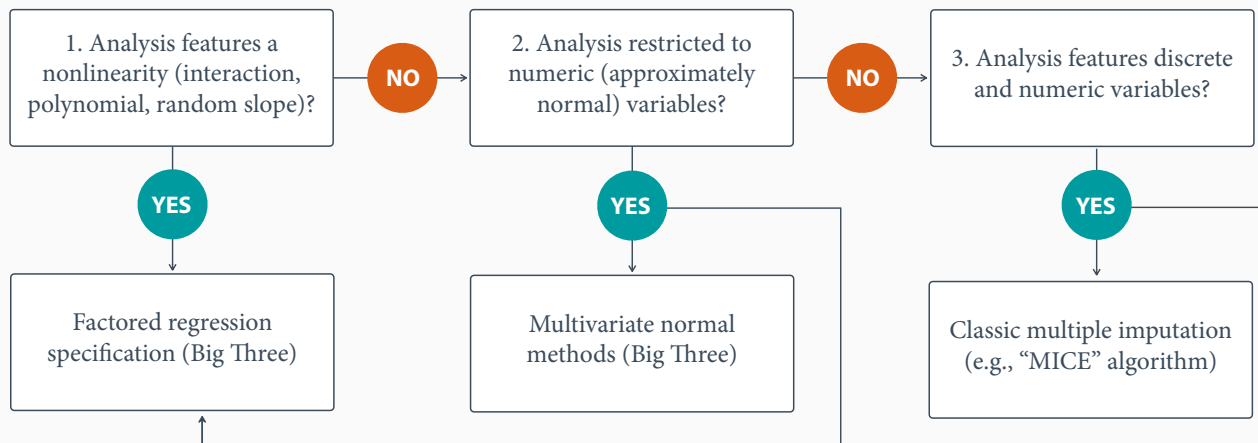 1. Analysis features a
nonlinearity (interaction,
polynomial, random slope)?
NO
2. Analysis restricted to
numeric (approximately
normal) variables?
NO
3. Analysis features discrete
and numeric variables?
YES
YES
YES
Factored regression
specification (Big Three)
Multivariate normal
methods (Big Three)
Classic multiple imputation
(e.g., “MICE” algorithm)